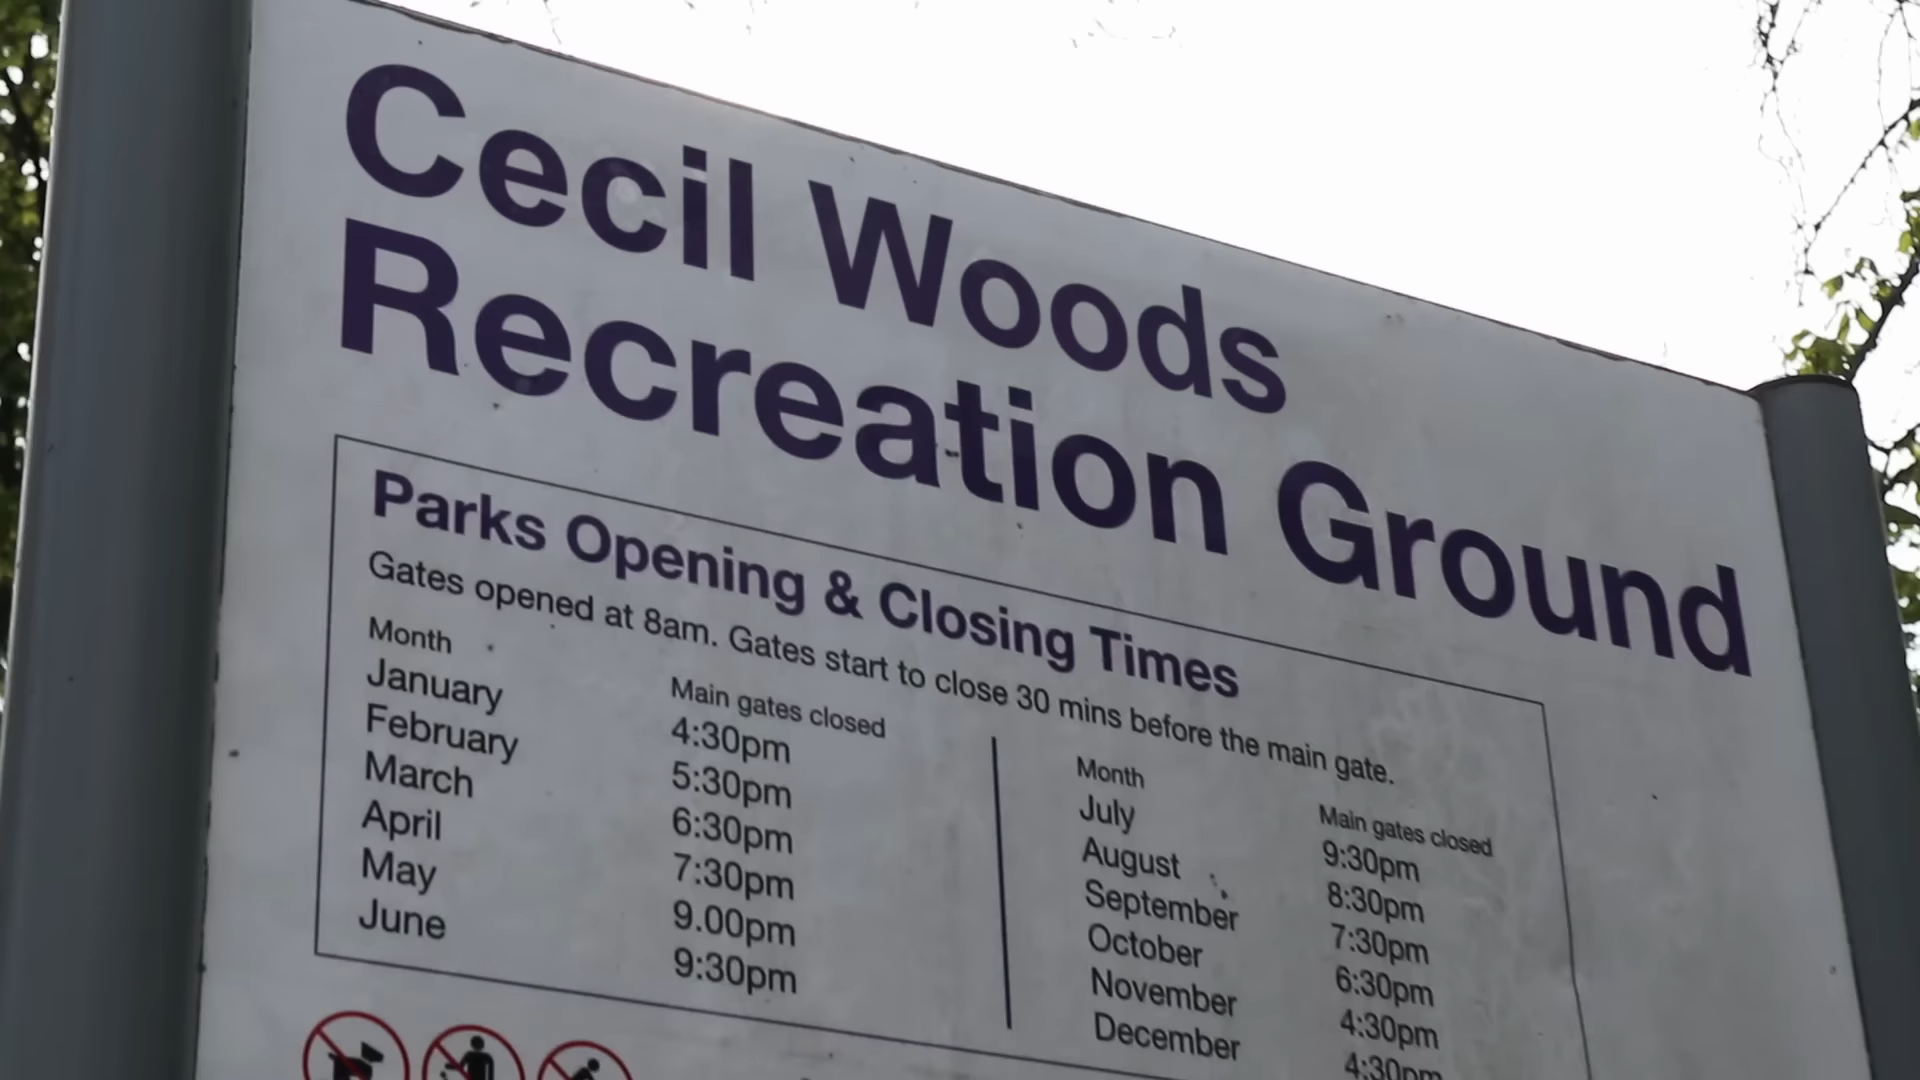 Cecil Woods
Recreation Ground
Parks Opening & Closing Times
Gates opened at 8am. Gates start to close 30 mins before the main gate.
Month Main gates closed
January 4:30pm
February 5:30pm
March 6:30pm
April 7:30pm
May 9.00pm
June 9:30pm
Month Main gates closed
July 9:30pm
August 8:30pm
September 7:30pm
October 6:30pm
November 4:30pm
December 4:30pm